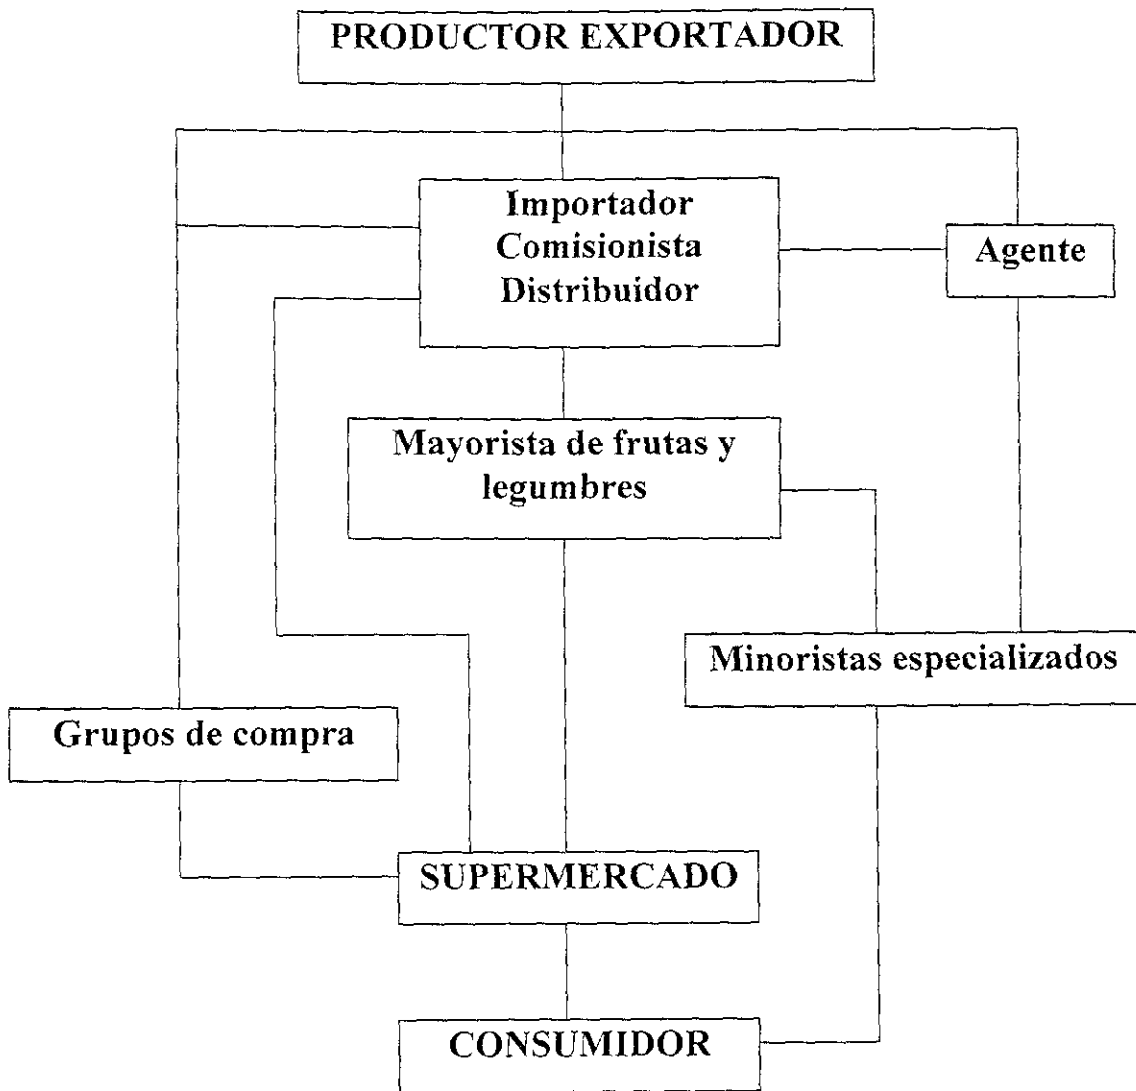 PRODUCTOR EXPORTADOR
Importador
Comisionista
Distribuidor
Agente
Mayorista de frutas y
legumbres
Minoristas especializados
Grupos de compra
SUPERMERCADO
CONSUMIDOR